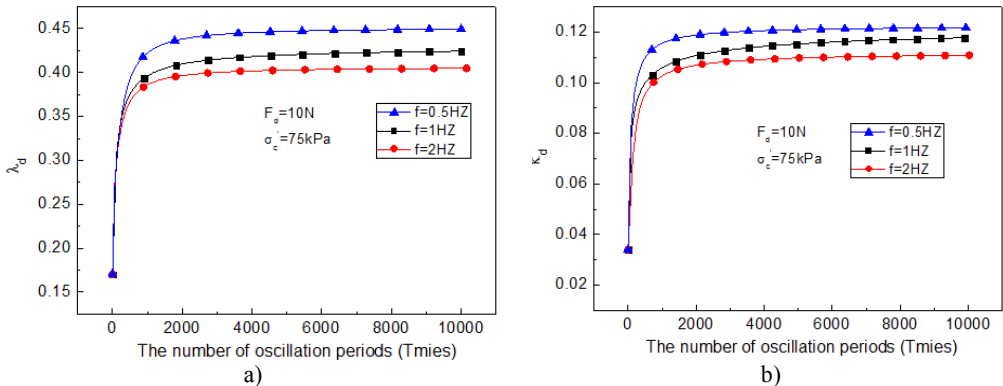 0.45
0.40
0.35
0.30
0.25
0.20
0.15
λd
Fd=10N
σ'c=75kPa
f=0.5HZ
f=1HZ
f=2HZ
0 2000 4000 6000 8000 10000
The number of oscillation periods (Tmies)
a)
0.12
0.10
0.08
0.06
0.04
0.02
κd
Fd=10N
σ'c=75kPa
f=0.5HZ
f=1HZ
f=2HZ
0 2000 4000 6000 8000 10000
The number of oscillation periods (Tmies)
b)